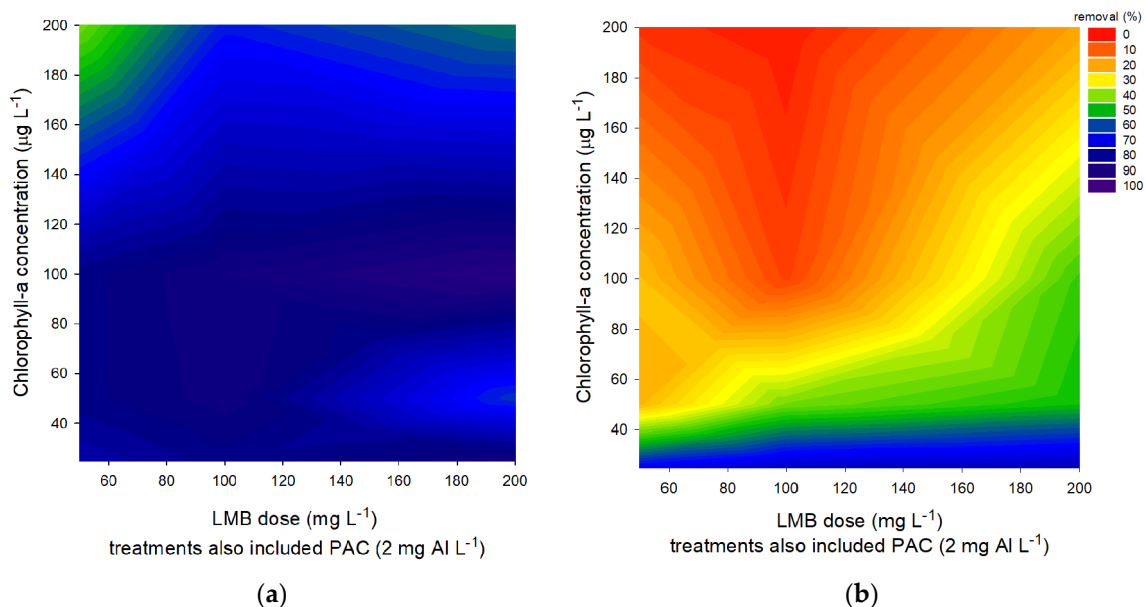 removal (%)
0
10
20
30
40
50
60
70
80
90
100
200
180
160
140
120
100
80
60
40
Chlorophyll-a concentration (µg L-1)
60 80 100 120 140 160 180 200
LMB dose (mg L-1)
treatments also included PAC (2 mg Al L-1)
(a)
200
180
160
140
120
100
80
60
40
Chlorophyll-a concentration (µg L-1)
60 80 100 120 140 160 180 200
LMB dose (mg L-1)
treatments also included PAC (2 mg Al L-1)
(b)